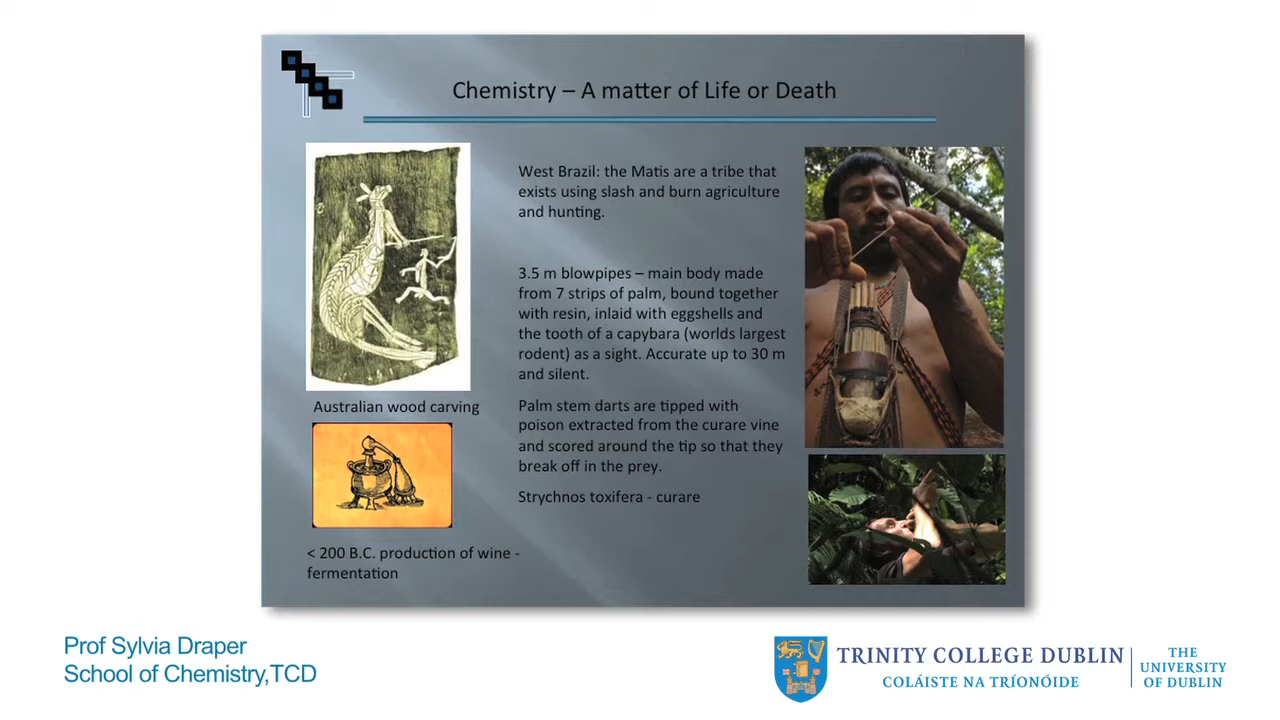 Chemistry – A matter of Life or Death
West Brazil: the Matis are a tribe that
exists using slash and burn agriculture
and hunting.
3.5 m blowpipes – main body made
from 7 strips of palm, bound together
with resin, inlaid with eggshells and
the tooth of a capybara (worlds largest
rodent) as a sight. Accurate up to 30 m
and silent.
Palm stem darts are tipped with
poison extracted from the curare vine
and scored around the tip so that they
break off in the prey.
Strychnos toxifera - curare
Australian wood carving
< 200 B.C. production of wine -
fermentation
Prof Sylvia Draper
School of Chemistry,TCD
TRINITY COLLEGE DUBLIN
COLÁISTE NA TRÍONÓIDE
THE
UNIVERSITY
OF DUBLIN